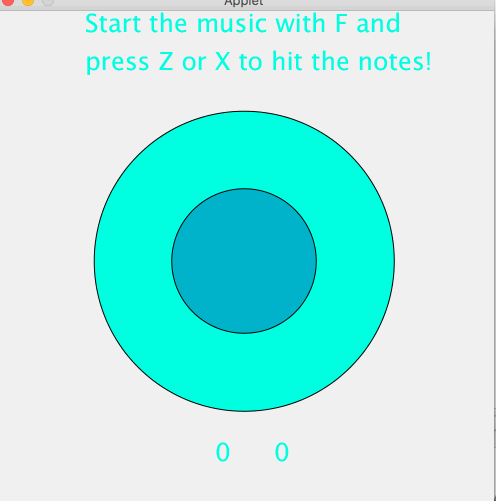 Applet
Start the music with F and
press Z or X to hit the notes!
0 0